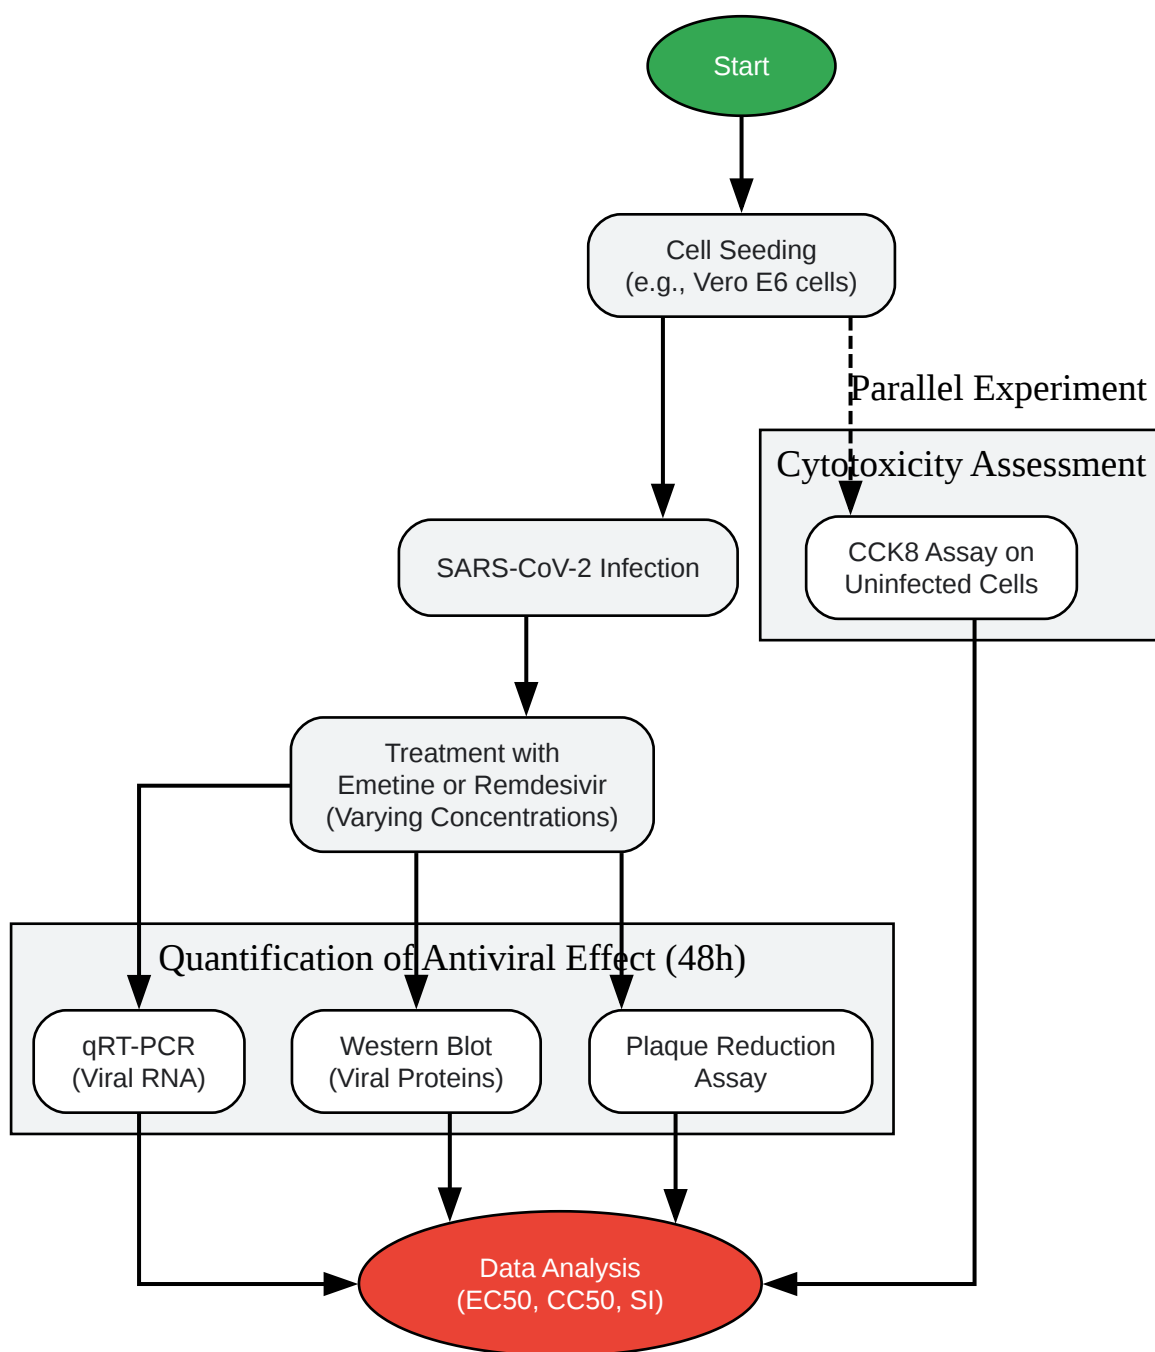 Start
Cell Seeding
(e.g., Vero E6 cells)
Parallel Experiment
Cytotoxicity Assessment
CCK8 Assay on
Uninfected Cells
SARS-CoV-2 Infection
Treatment with
Emetine or Remdesivir
(Varying Concentrations)
Quantification of Antiviral Effect (48h)
qRT-PCR
(Viral RNA)
Western Blot
(Viral Proteins)
Plaque Reduction
Assay
Data Analysis
(EC50, CC50, SI)